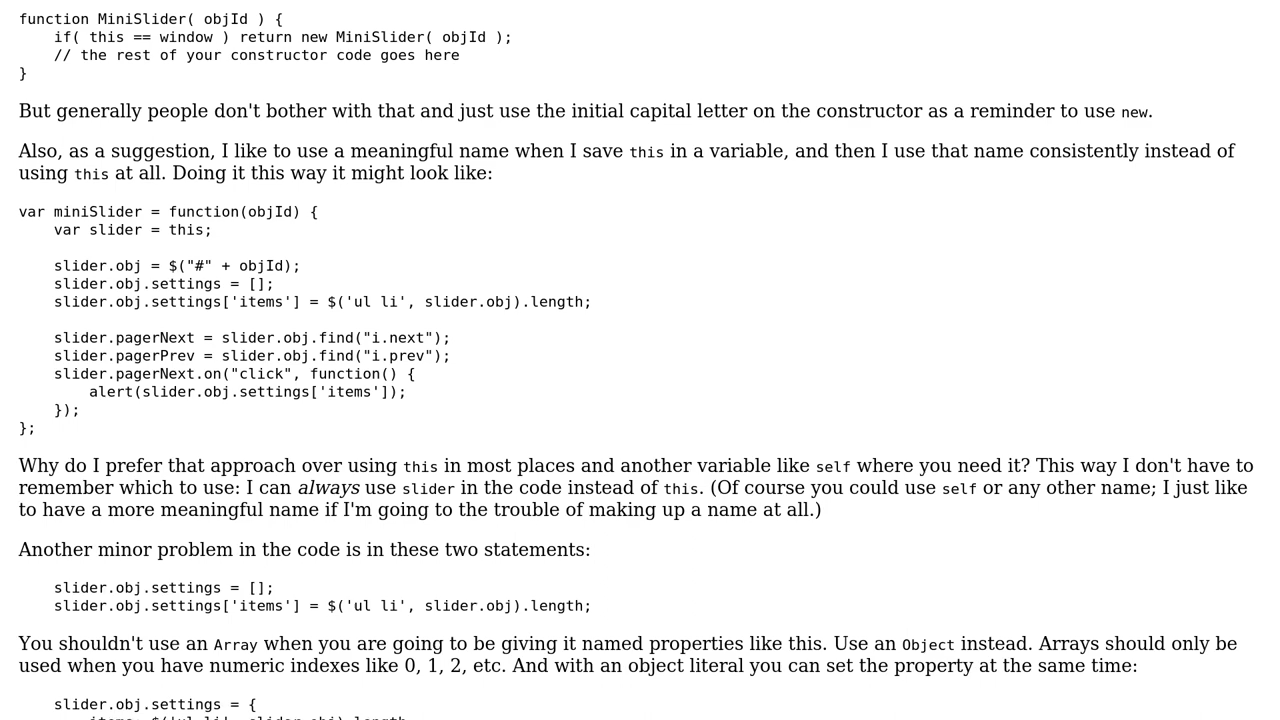 function MiniSlider( objId ) {
    if( this == window ) return new MiniSlider( objId );
    // the rest of your constructor code goes here
}
But generally people don't bother with that and just use the initial capital letter on the constructor as a reminder to use new.
Also, as a suggestion, I like to use a meaningful name when I save this in a variable, and then I use that name consistently instead of
using this at all. Doing it this way it might look like:
var miniSlider = function(objId) {
    var slider = this;
    slider.obj = $("#" + objId);
    slider.obj.settings = [];
    slider.obj.settings['items'] = $('ul li', slider.obj).length;
    slider.pagerNext = slider.obj.find("i.next");
    slider.pagerPrev = slider.obj.find("i.prev");
    slider.pagerNext.on("click", function() {
        alert(slider.obj.settings['items']);
    });
};
Why do I prefer that approach over using this in most places and another variable like self where you need it? This way I don't have to
remember which to use: I can always use slider in the code instead of this. (Of course you could use self or any other name; I just like
to have a more meaningful name if I'm going to the trouble of making up a name at all.)
Another minor problem in the code is in these two statements:
    slider.obj.settings = [];
    slider.obj.settings['items'] = $('ul li', slider.obj).length;
You shouldn't use an Array when you are going to be giving it named properties like this. Use an Object instead. Arrays should only be
used when you have numeric indexes like 0, 1, 2, etc. And with an object literal you can set the property at the same time:
    slider.obj.settings = {
        items: $('ul li', slider.obj).length